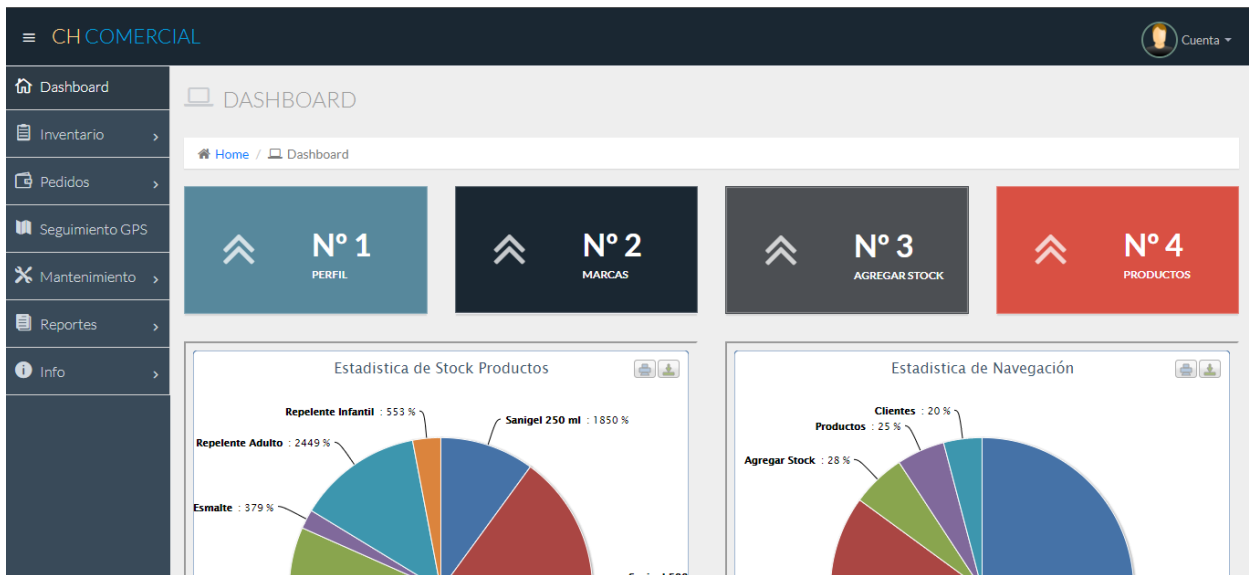 CH COMERCIAL
Cuenta
Dashboard
Inventario
Pedidos
Seguimiento GPS
Mantenimiento
Reportes
Info
DASHBOARD
Home / Dashboard
Nº 1
PERFIL
Nº 2
MARCAS
Nº 3
AGREGAR STOCK
Nº 4
PRODUCTOS
Estadistica de Stock Productos
Repelente Infantil : 553 %
Sanigel 250 ml : 1850 %
Repelente Adulto : 2449 %
Esmalte : 379 %
Estadistica de Navegación
Clientes : 20 %
Productos : 25 %
Agregar Stock : 28 %